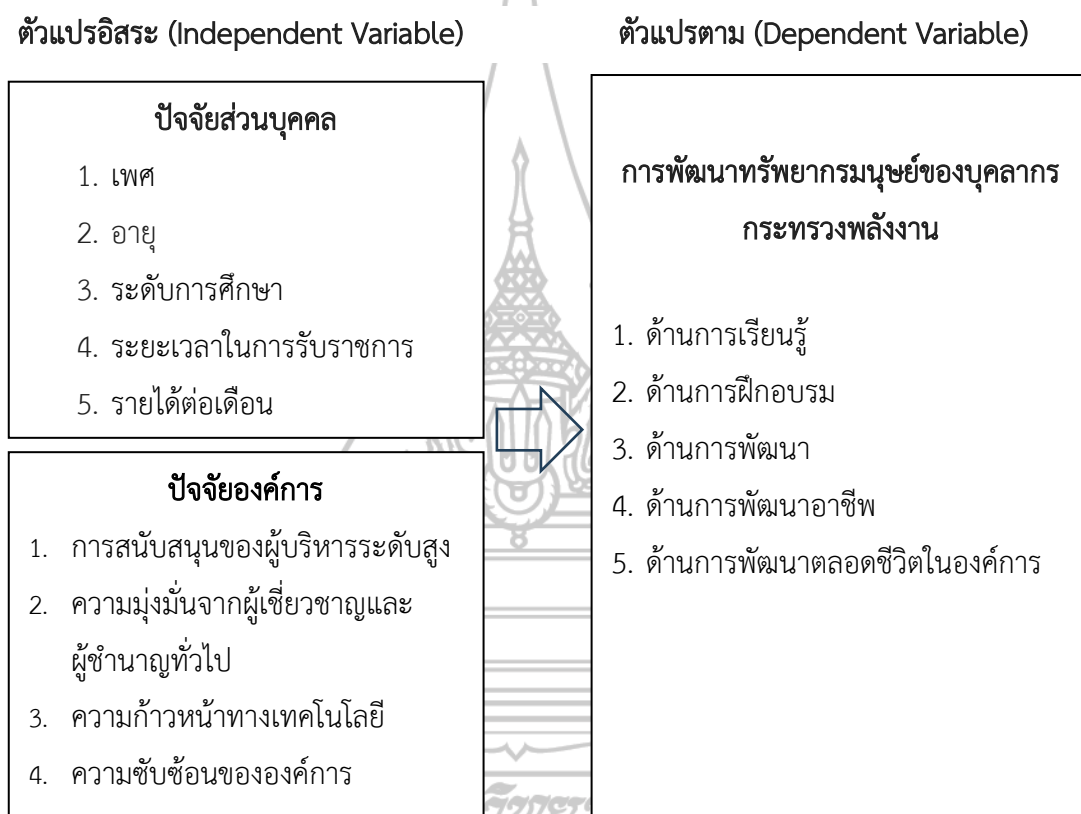 ตัวแปรอิสระ (Independent Variable)
ปัจจัยส่วนบุคคล
1. เพศ
2. อายุ
3. ระดับการศึกษา
4. ระยะเวลาในการรับราชการ
5. รายได้ต่อเดือน
ปัจจัยองค์การ
1. การสนับสนุนของผู้บริหารระดับสูง
2. ความมุ่งมั่นจากผู้เชี่ยวชาญและ
ผู้ชำนาญทั่วไป
3. ความก้าวหน้าทางเทคโนโลยี
4. ความซับซ้อนขององค์การ
ตัวแปรตาม (Dependent Variable)
การพัฒนาทรัพยากรมนุษย์ของบุคลากร
กระทรวงพลังงาน
1. ด้านการเรียนรู้
2. ด้านการฝึกอบรม
3. ด้านการพัฒนา
4. ด้านการพัฒนาอาชีพ
5. ด้านการพัฒนาตลอดชีวิตในองค์การ